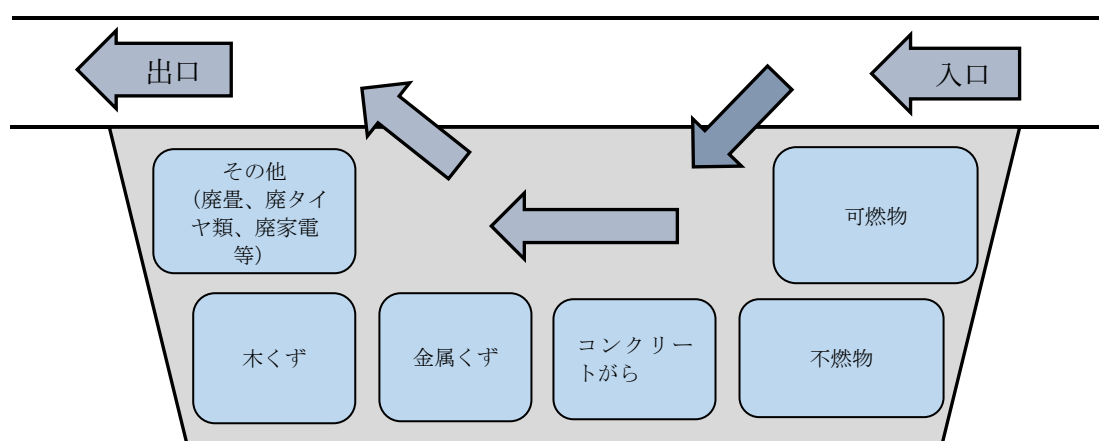 出口
入口
その他
（廃畳、廃タイ
ヤ類、廃家電
等）
可燃物
木くず
金属くず
コンクリー
トがら
不燃物